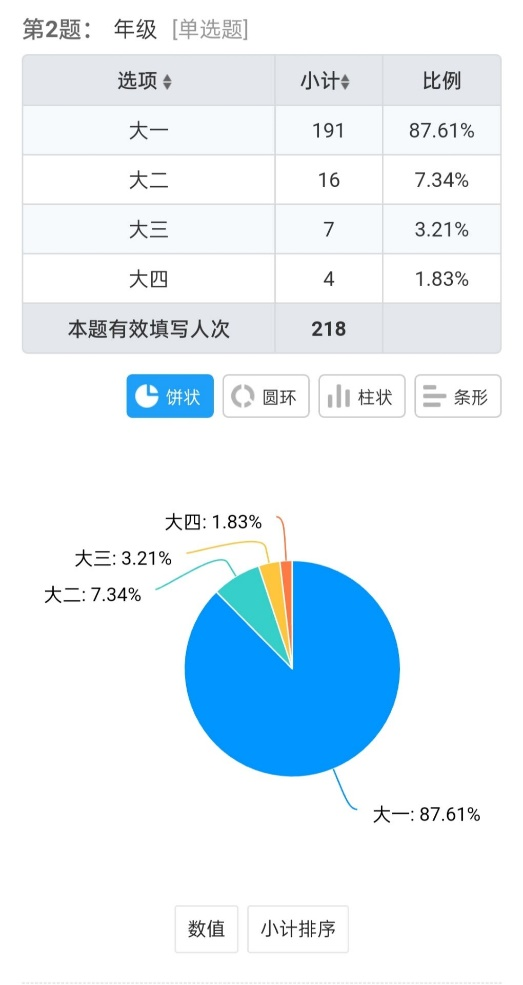 第2题： 年级 [单选题]
选项 小计 比例
大一 191 87.61%
大二 16 7.34%
大三 7 3.21%
大四 4 1.83%
本题有效填写人次 218
饼状 圆环 柱状 条形
大四: 1.83%
大三: 3.21%
大二: 7.34%
大一: 87.61%
数值 小计排序